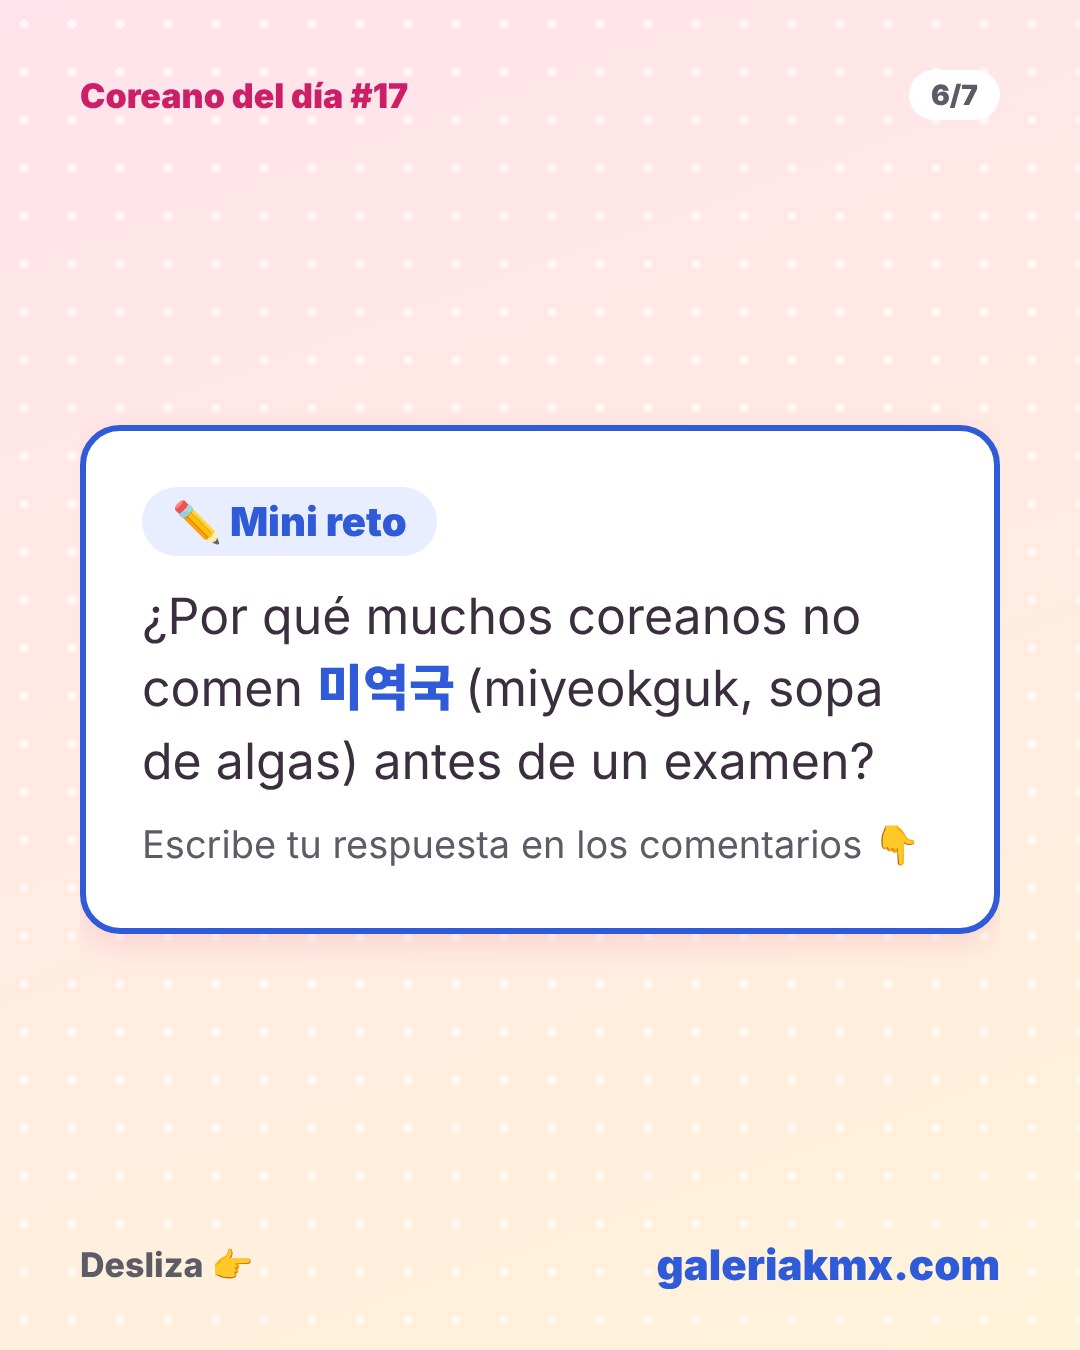 Coreano del día #17
6/7
✏️ Mini reto
¿Por qué muchos coreanos no
comen 미역국 (miyeokguk, sopa
de algas) antes de un examen?
Escribe tu respuesta en los comentarios 👇
Desliza 👉
galeriakmx.com